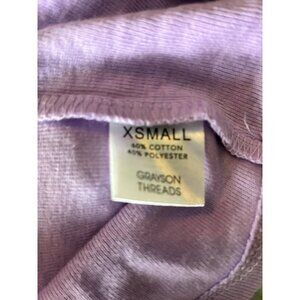 XSMALL
60% COTTON
40% POLYESTER
GRAYSON
THREADS